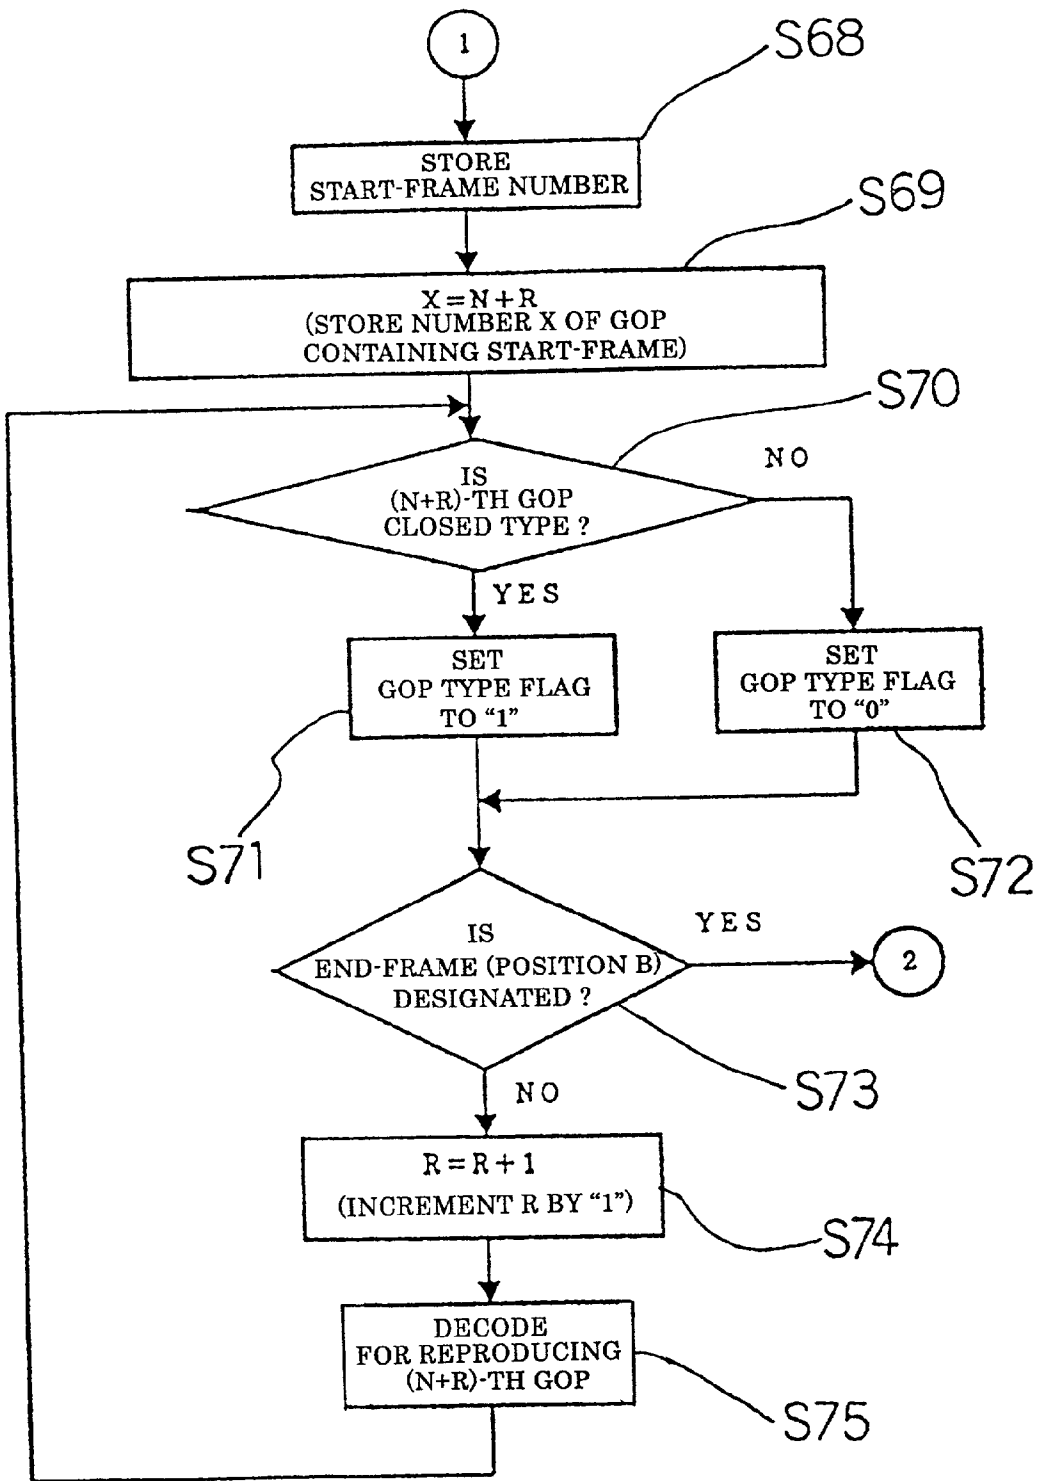 1
S68
STORE
START-FRAME NUMBER
S69
X=N+R
(STORE NUMBER X OF GOP
CONTAINING START-FRAME)
S70
IS
(N+R)-TH GOP
CLOSED TYPE ?
NO
YES
SET
GOP TYPE FLAG
TO “1”
SET
GOP TYPE FLAG
TO “0”
S71
S72
IS
END-FRAME (POSITION B)
DESIGNATED ?
YES
2
S73
NO
R=R+1
(INCREMENT R BY “1”)
S74
DECODE
FOR REPRODUCING
(N+R)-TH GOP
S75